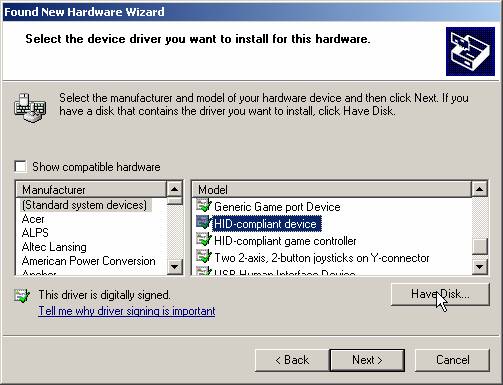 Found New Hardware Wizard
Select the device driver you want to install for this hardware.
Select the manufacturer and model of your hardware device and then click Next. If you
have a disk that contains the driver you want to install, click Have Disk.
Show compatible hardware
Manufacturer
(Standard system devices)
Acer
ALPS
Altec Lansing
American Power Conversion
Model
Generic Game port Device
HID-compliant device
HID-compliant game controller
Two 2-axis, 2-button joysticks on Y-connector
USB Human Interface Device
This driver is digitally signed.
Tell me why driver signing is important
Have Disk...
< Back
Next >
Cancel